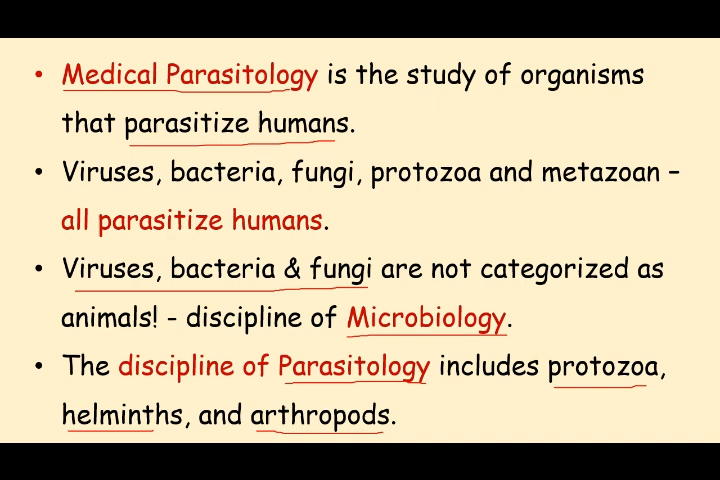 • Medical Parasitology is the study of organisms
that parasitize humans.
• Viruses, bacteria, fungi, protozoa and metazoan –
all parasitize humans.
• Viruses, bacteria & fungi are not categorized as
animals! - discipline of Microbiology.
• The discipline of Parasitology includes protozoa,
helminths, and arthropods.